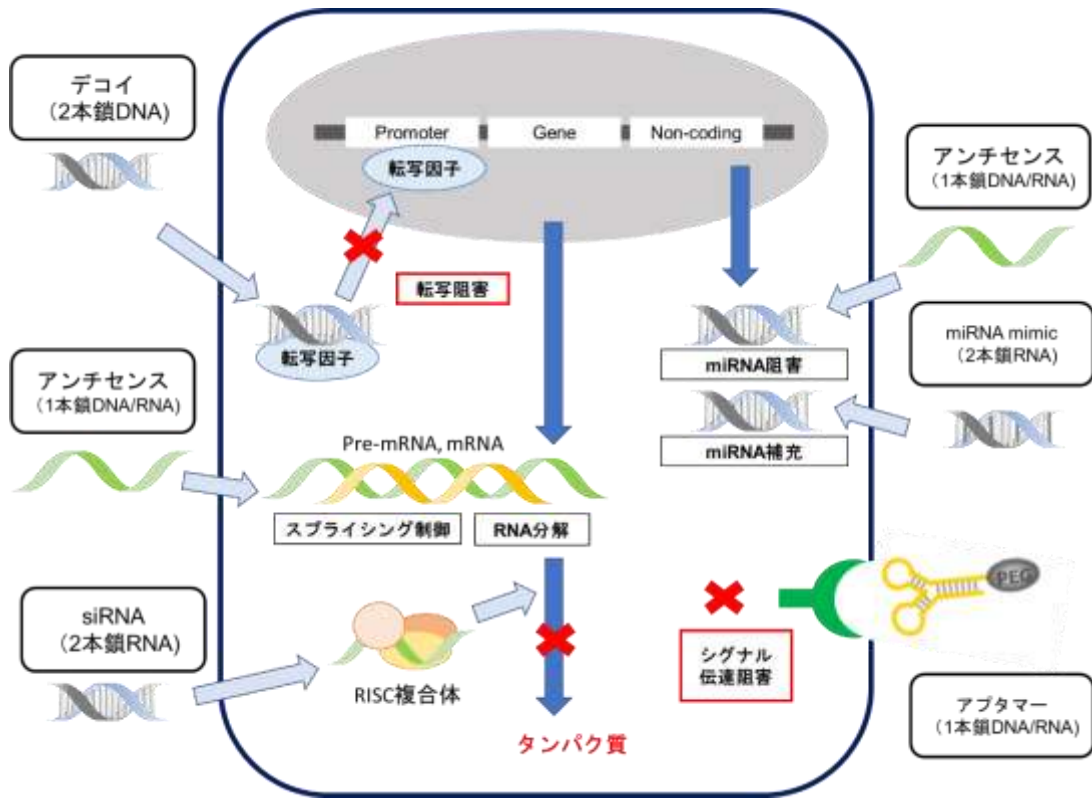 デコイ
（2本鎖DNA）
Promoter
Gene
Non-coding
転写因子
アンチセンス
（1本鎖DNA/RNA）
転写阻害
転写因子
miRNA阻害
miRNA mimic
（2本鎖RNA）
アンチセンス
（1本鎖DNA/RNA）
miRNA補充
Pre-mRNA, mRNA
スプライシング制御
RNA分解
PEG
siRNA
（2本鎖RNA）
シグナル
伝達阻害
RISC複合体
アプタマー
（1本鎖DNA/RNA）
タンパク質